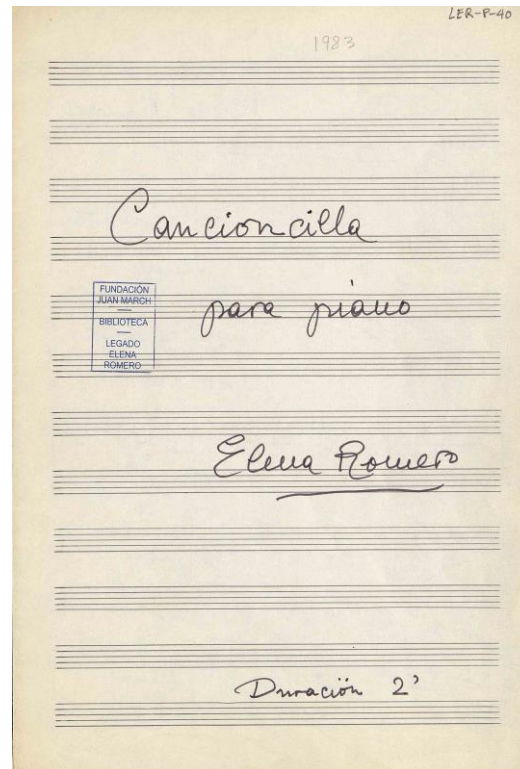 LER-P-40
1983
Cancioncilla
FUNDACIÓN
JUAN MARCH
BIBLIOTECA
LEGADO
ELENA
ROMERO
para piano
Elena Romero
Duración 2'